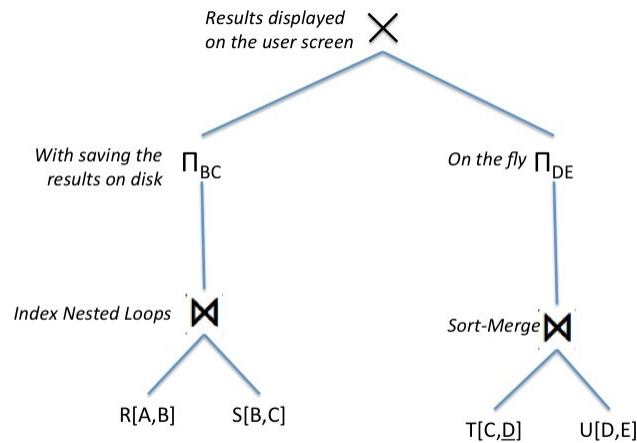 Results displayed
on the user screen
×
With saving the
results on disk
Π_BC
On the fly Π_DE
Index Nested Loops ⋈
Sort-Merge ⋈
R[A,B] S[B,C]
T[C,D] U[D,E]